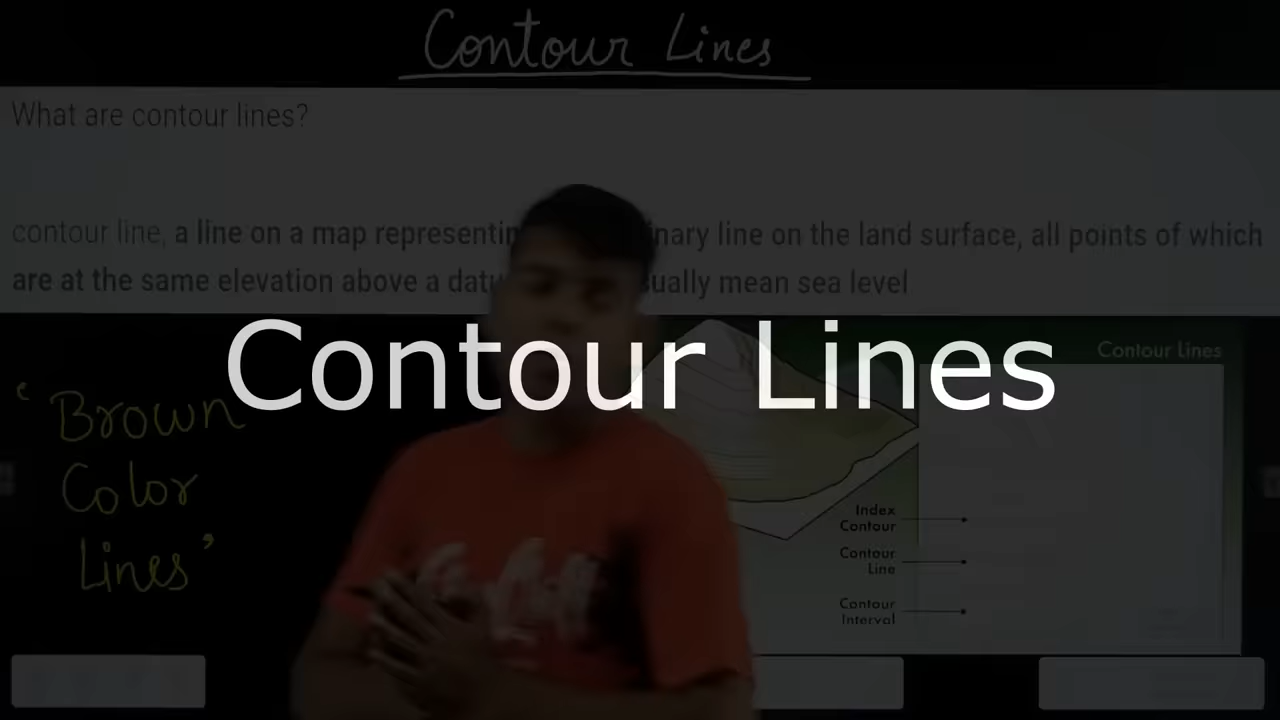 Contour Lines
What are contour lines?
contour line, a line on a map representin nary line on the land surface, all points of which
are at the same elevation above a datu sually mean sea level
Contour Lines
Contour Lines
‘Brown
Color
Lines’
Index
Contour
Contour
Line
Contour
Interval